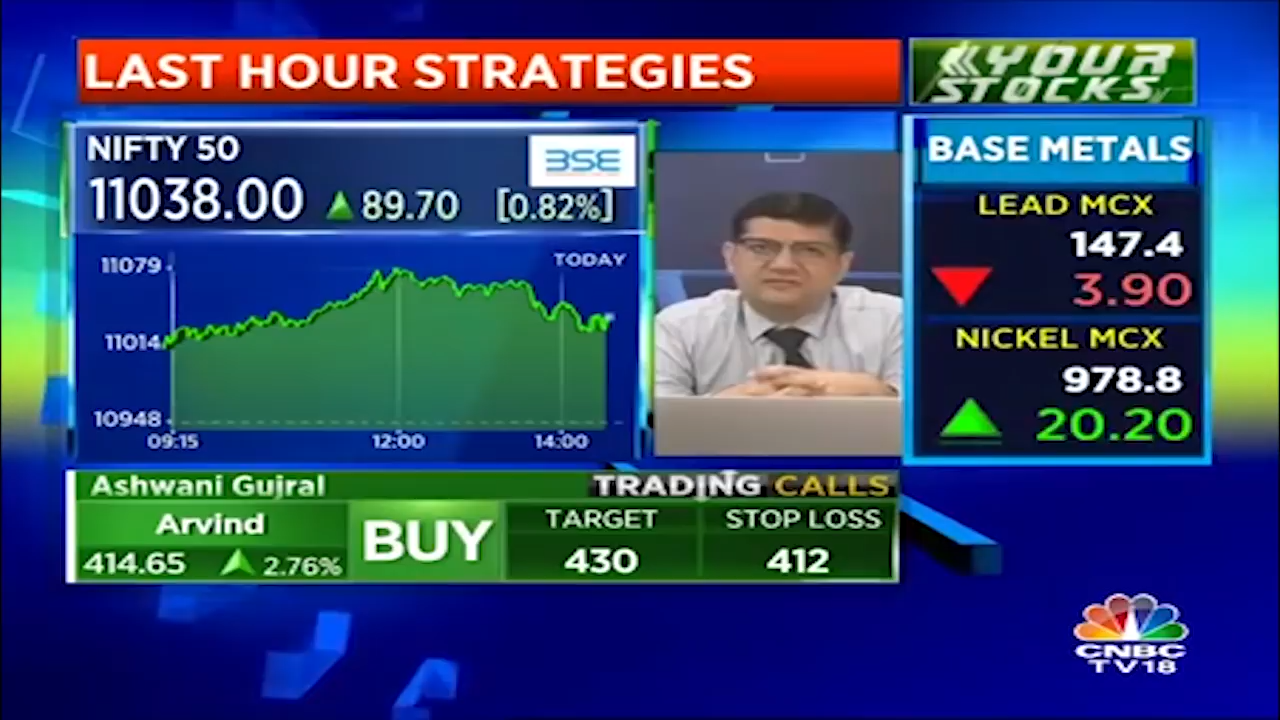 LAST HOUR STRATEGIES
YOUR
STOCKS
NIFTY 50
BSE
11038.00 ▲ 89.70 [0.82%]
TODAY
11079
11014
10948
09:15 12:00 14:00
BASE METALS
LEAD MCX
147.4
3.90
NICKEL MCX
978.8
20.20
Ashwani Gujral
TRADING CALLS
Arvind
414.65 ▲ 2.76%
BUY
TARGET
430
STOP LOSS
412
CNBC
TV18